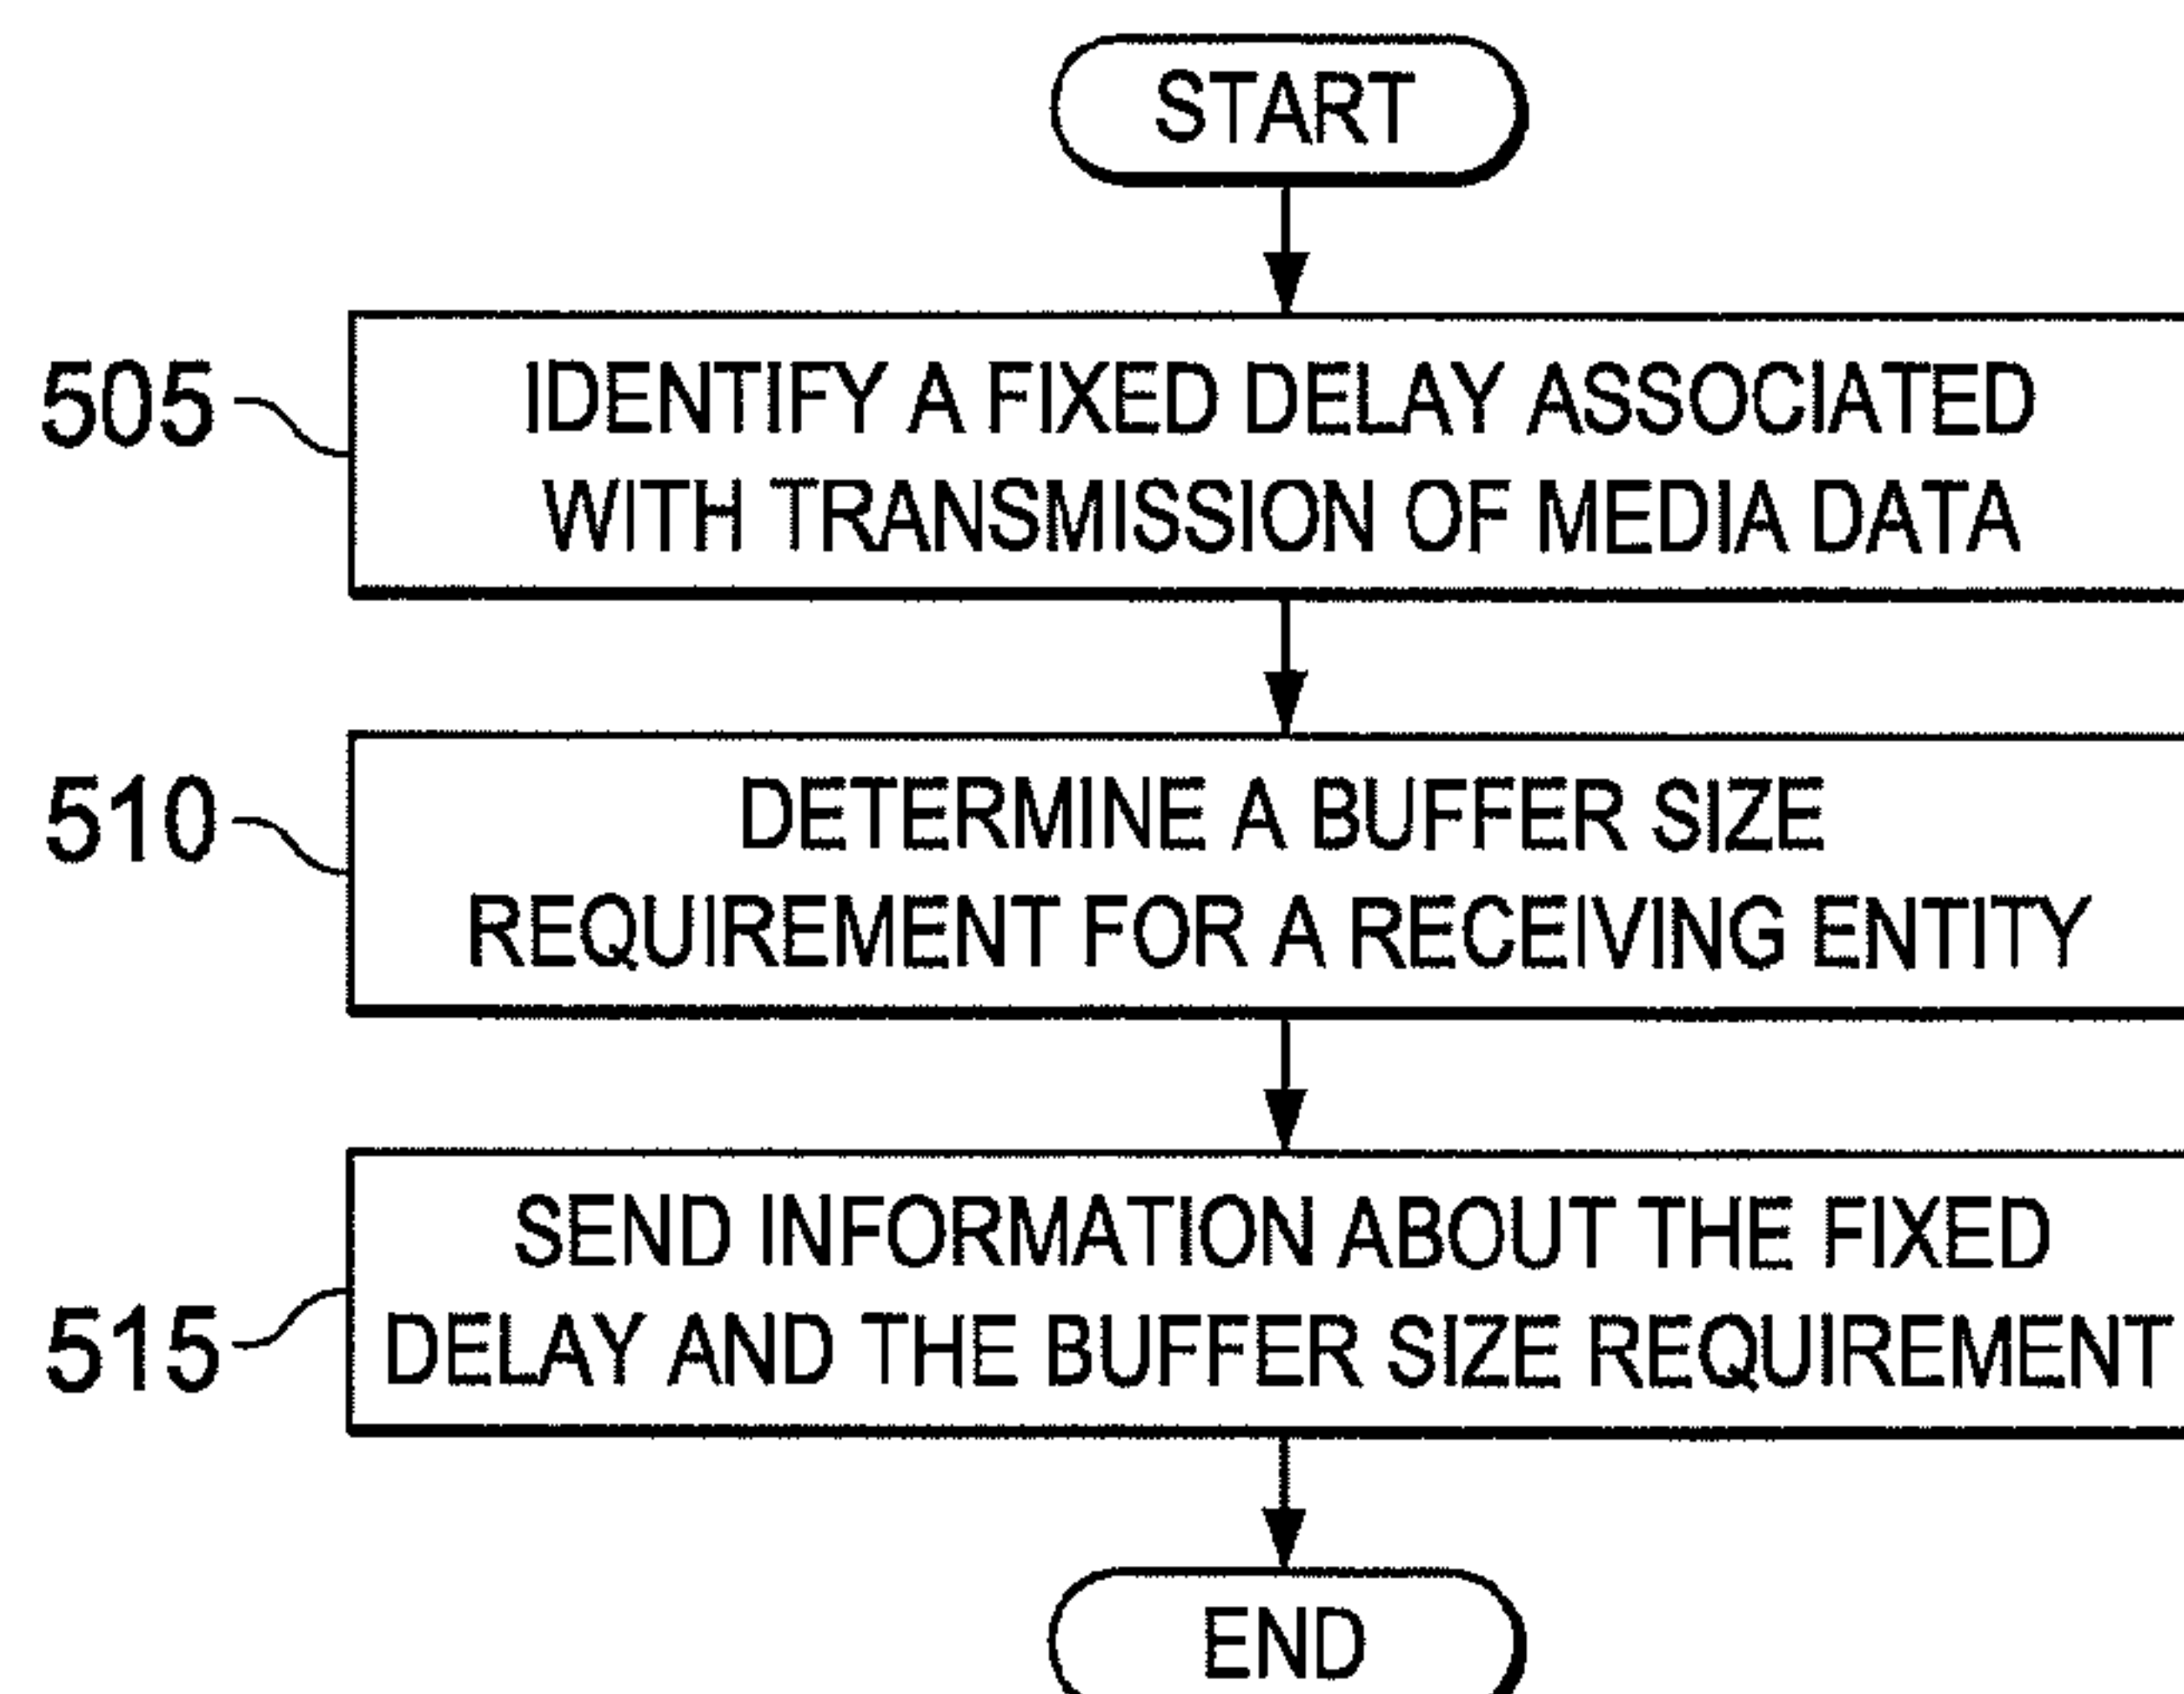 START
505
IDENTIFY A FIXED DELAY ASSOCIATED
WITH TRANSMISSION OF MEDIA DATA
510
DETERMINE A BUFFER SIZE
REQUIREMENT FOR A RECEIVING ENTITY
515
SEND INFORMATION ABOUT THE FIXED
DELAY AND THE BUFFER SIZE REQUIREMENT
END